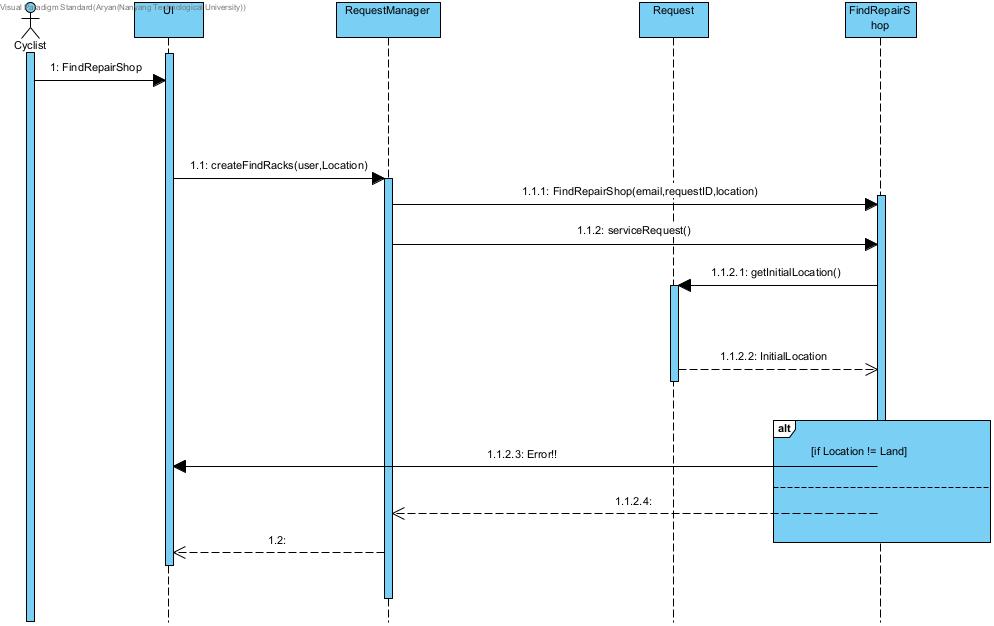 Visual Paradigm Standard(Aryan(Nanyang Technological University))
UI
RequestManager
Request
FindRepairS
hop
Cyclist
1: FindRepairShop
1.1: createFindRacks(user,Location)
1.1.1: FindRepairShop(email,requestID,location)
1.1.2: serviceRequest()
1.1.2.1: getInitialLocation()
1.1.2.2: InitialLocation
alt
[if Location != Land]
1.1.2.3: Error!!
1.1.2.4:
1.2: